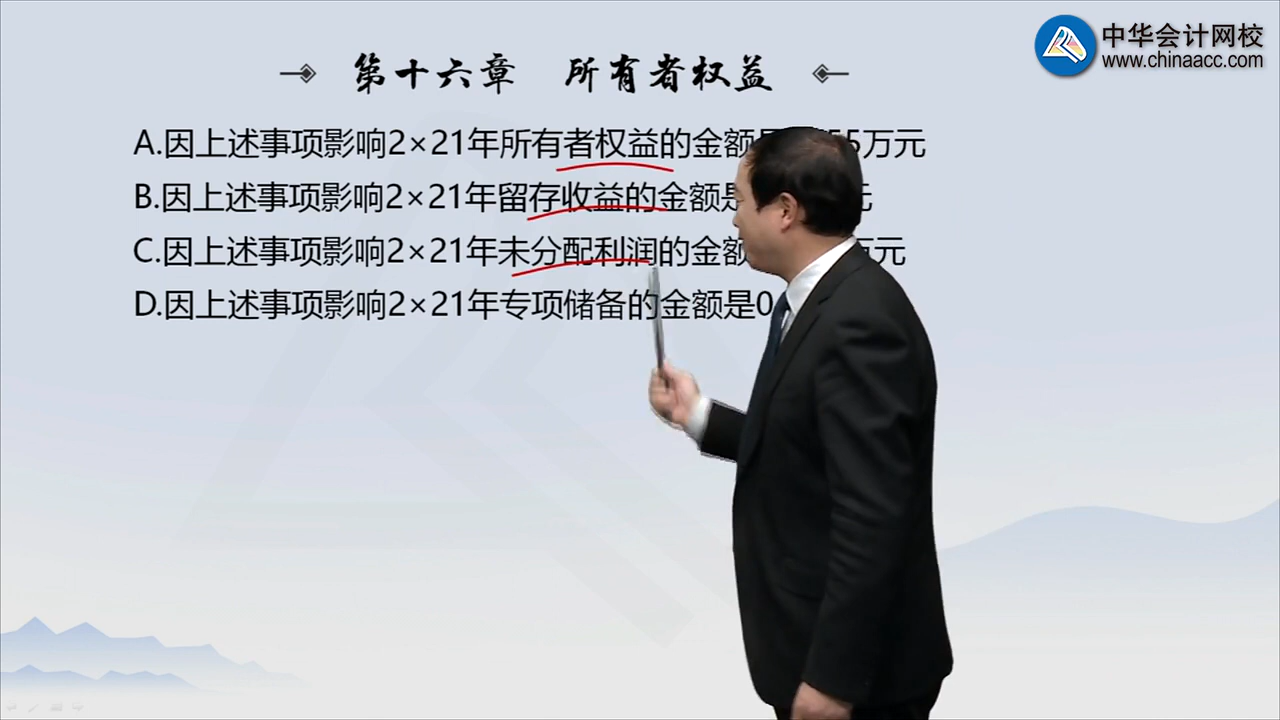 中华会计网校
www.chinaacc.com
第十六章 所有者权益
A.因上述事项影响2×21年所有者权益的金额 5万元
B.因上述事项影响2×21年留存收益的金额是 元
C.因上述事项影响2×21年未分配利润的金额 万元
D.因上述事项影响2×21年专项储备的金额是0